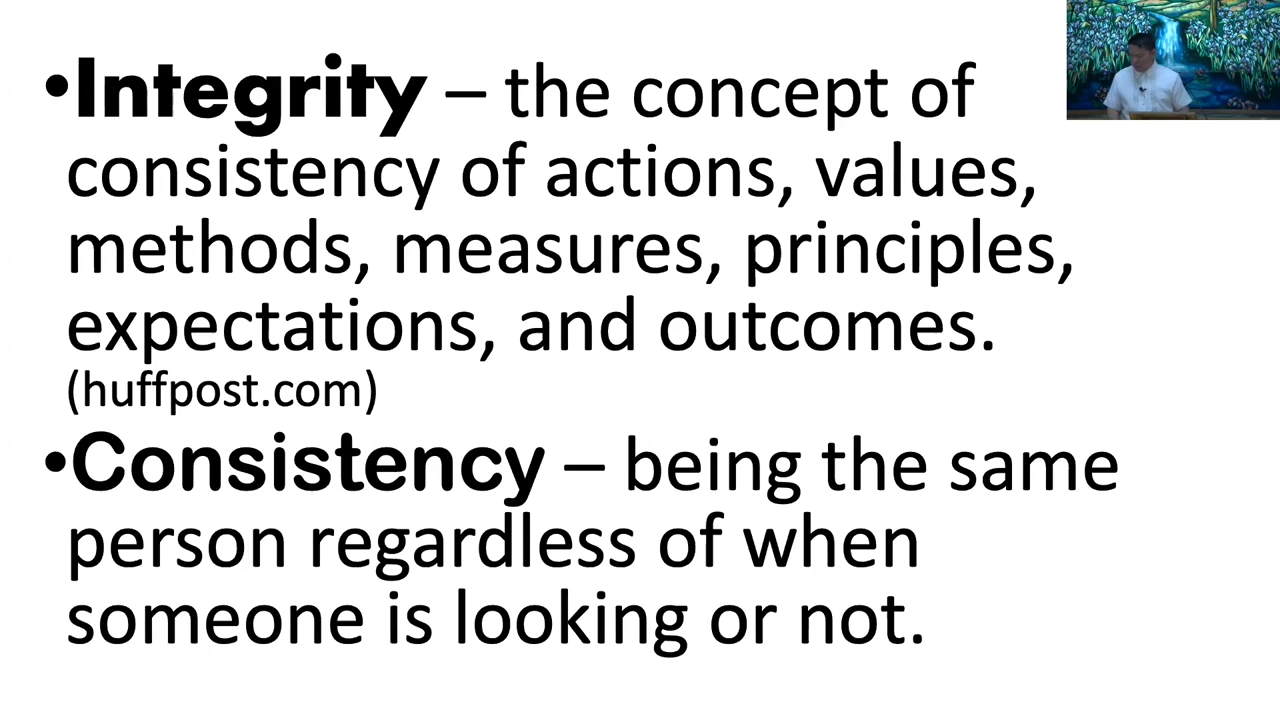 •Integrity – the concept of
consistency of actions, values,
methods, measures, principles,
expectations, and outcomes.
(huffpost.com)
•Consistency – being the same
person regardless of when
someone is looking or not.